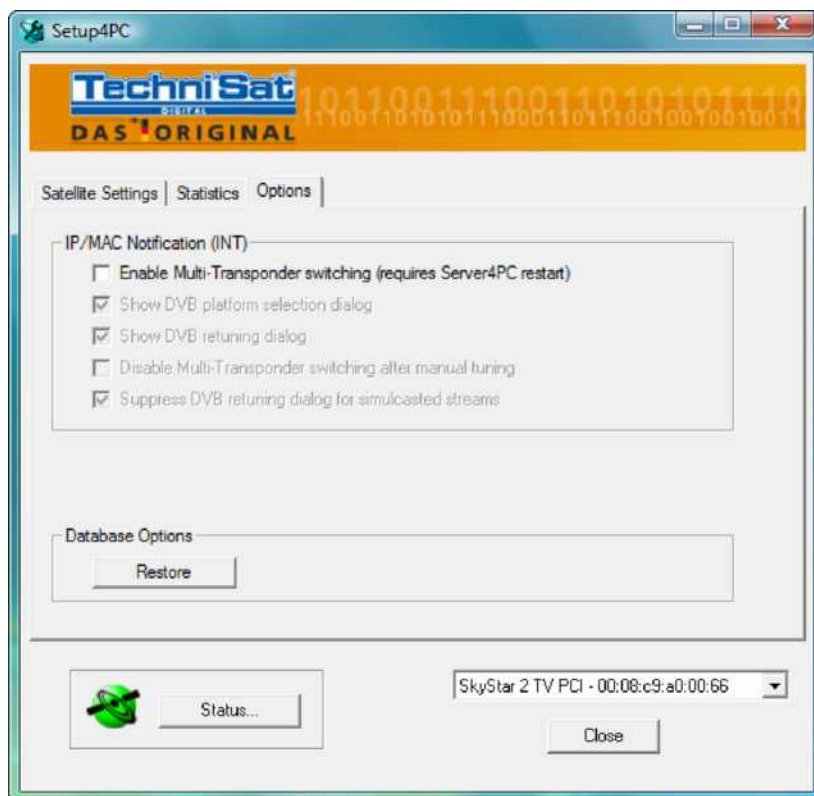 Setup4PC
TechniSat
DIGITAL
DAS ORIGINAL
101100111001101010101110
1100110101011100011011100100100100
Satellite Settings Statistics Options
IP/MAC Notification (INT)
Enable Multi-Transponder switching (requires Server4PC restart)
Show DVB platform selection dialog
Show DVB retuning dialog
Disable Multi-Transponder switching after manual tuning
Suppress DVB retuning dialog for simulcasted streams
Database Options
Restore
SkyStar 2 TV PCI - 00:08:c9:a0:00:66
Status...
Close